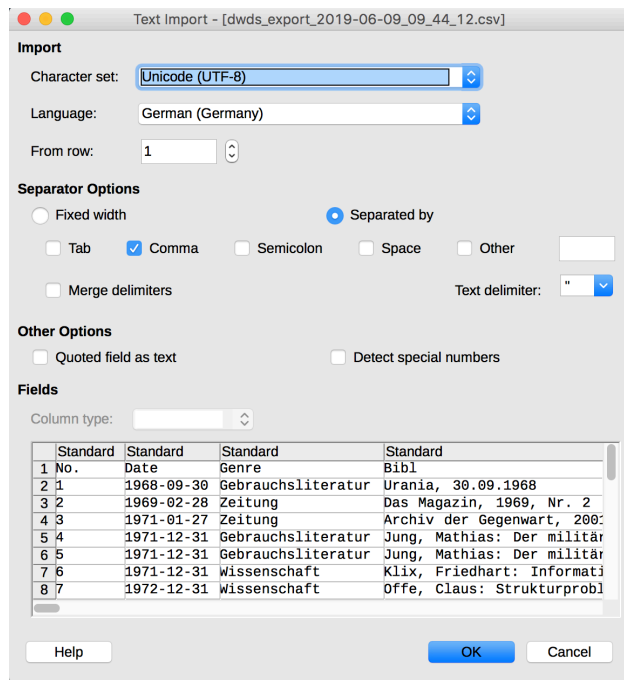 Text Import - [dwds_export_2019-06-09_09_44_12.csv]
Import
Character set: Unicode (UTF-8)
Language: German (Germany)
From row: 1
Separator Options
Fixed width Separated by
Tab Comma Semicolon Space Other
Merge delimiters Text delimiter: "
Other Options
Quoted field as text Detect special numbers
Fields
Column type:
Standard Standard Standard Standard
1 No. Date Genre Bibl
2 1 1968-09-30 Gebrauchsliteratur Urania, 30.09.1968
3 2 1969-02-28 Zeitung Das Magazin, 1969, Nr. 2
4 3 1971-01-27 Zeitung Archiv der Gegenwart, 2001
5 4 1971-12-31 Gebrauchsliteratur Jung, Mathias: Der militär
6 5 1971-12-31 Gebrauchsliteratur Jung, Mathias: Der militär
7 6 1971-12-31 Wissenschaft Klix, Friedhart: Informati
8 7 1972-12-31 Wissenschaft Offe, Claus: Strukturprobl
Help OK Cancel